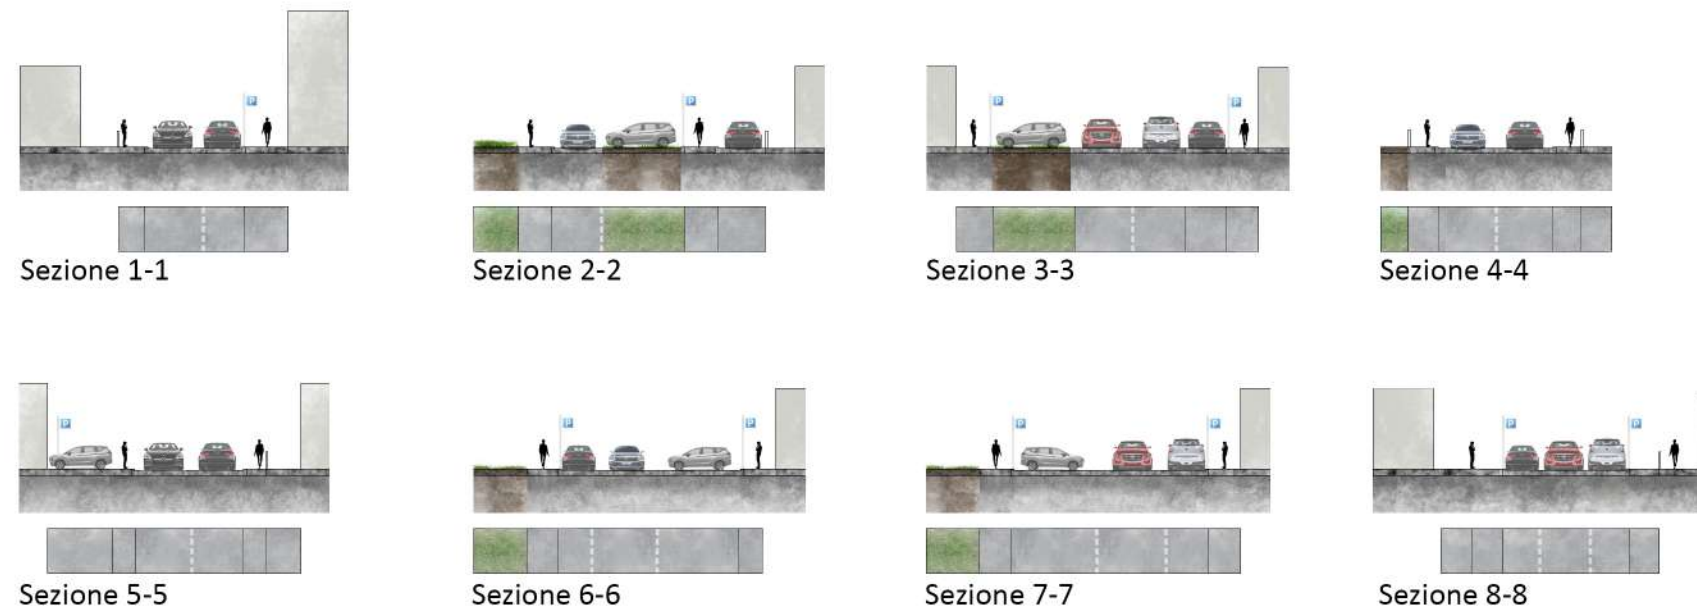 P
P
P
P
Sezione 1-1
Sezione 2-2
Sezione 3-3
Sezione 4-4
P
P
P
P
P
P
P
Sezione 5-5
Sezione 6-6
Sezione 7-7
Sezione 8-8